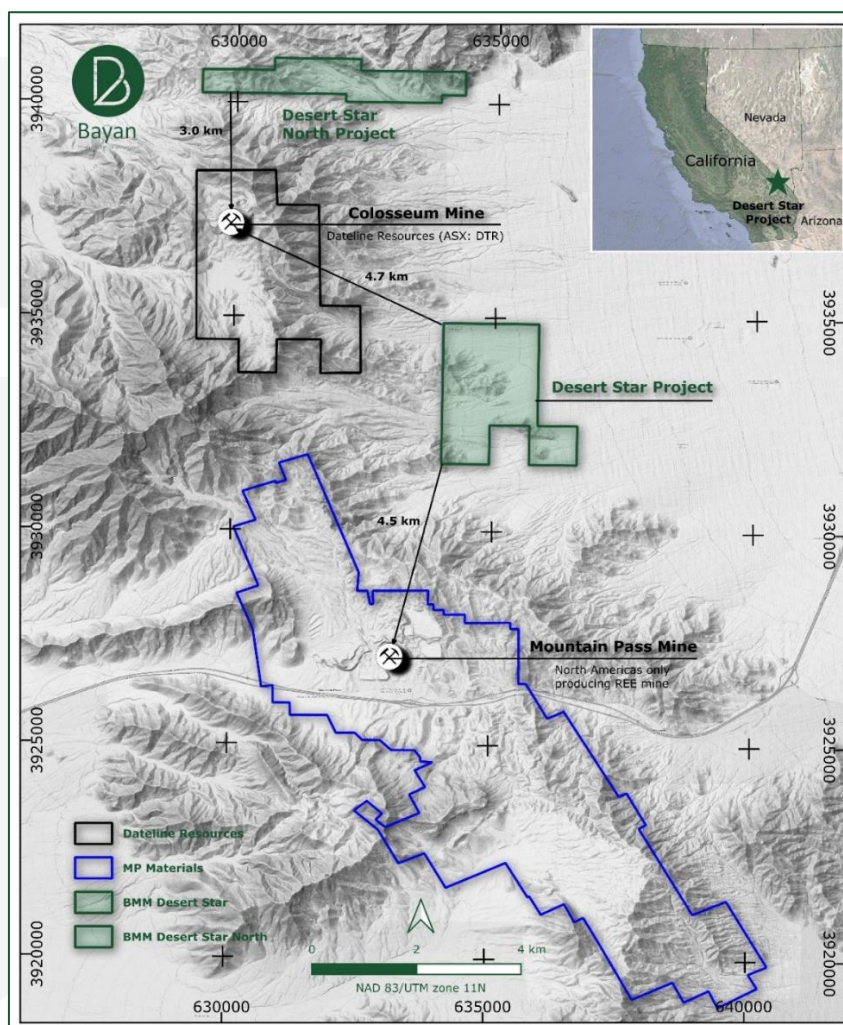 630000
635000
Bayan
3940000
Desert Star
North Project
3.0 km
Nevada
California
Desert Star
Project
Arizona
Colosseum Mine
Dateline Resources (ASX: DTR)
4.7 km
3935000
3935000
Desert Star Project
4.5 km
3930000
3930000
Mountain Pass Mine
North Americas only
producing REE mine
3925000
3925000
Dateline Resources
MP Materials
BMM Desert Star
BMM Desert Star North
0
2
4 km
NAD 83/UTM zone 11N
3920000
3920000
630000
635000
640000